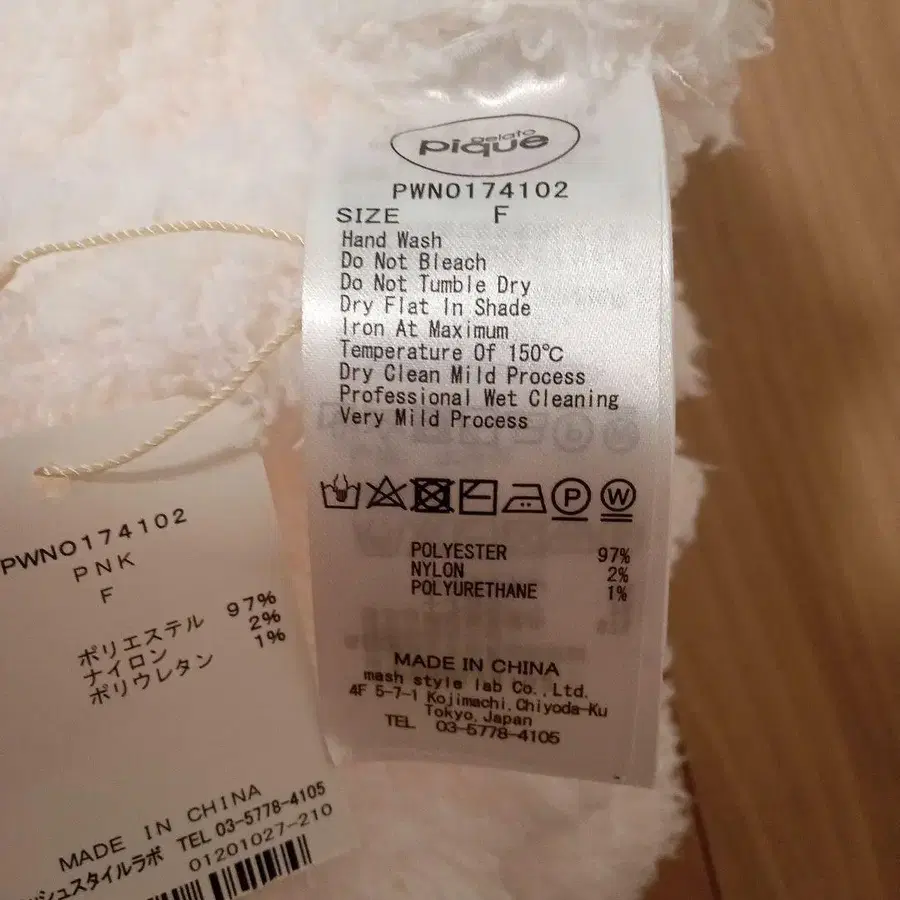 gelato
pique
PWNO174102
SIZE F
Hand Wash
Do Not Bleach
Do Not Tumble Dry
Dry Flat In Shade
Iron At Maximum
Temperature Of 150℃
Dry Clean Mild Process
Professional Wet Cleaning
Very Mild Process
P W
POLYESTER 97%
NYLON 2%
POLYURETHANE 1%
MADE IN CHINA
mash style lab Co.,Ltd.
4F 5-7-1 Kojimachi,Chiyoda-Ku
Tokyo,Japan
TEL 03-5778-4105
PWNO174102
PNK
F
ポリエステル 97%
ナイロン 2%
ポリウレタン 1%
MADE IN CHINA
シュスタイルラボ TEL 03-5778-4105
01201027-210